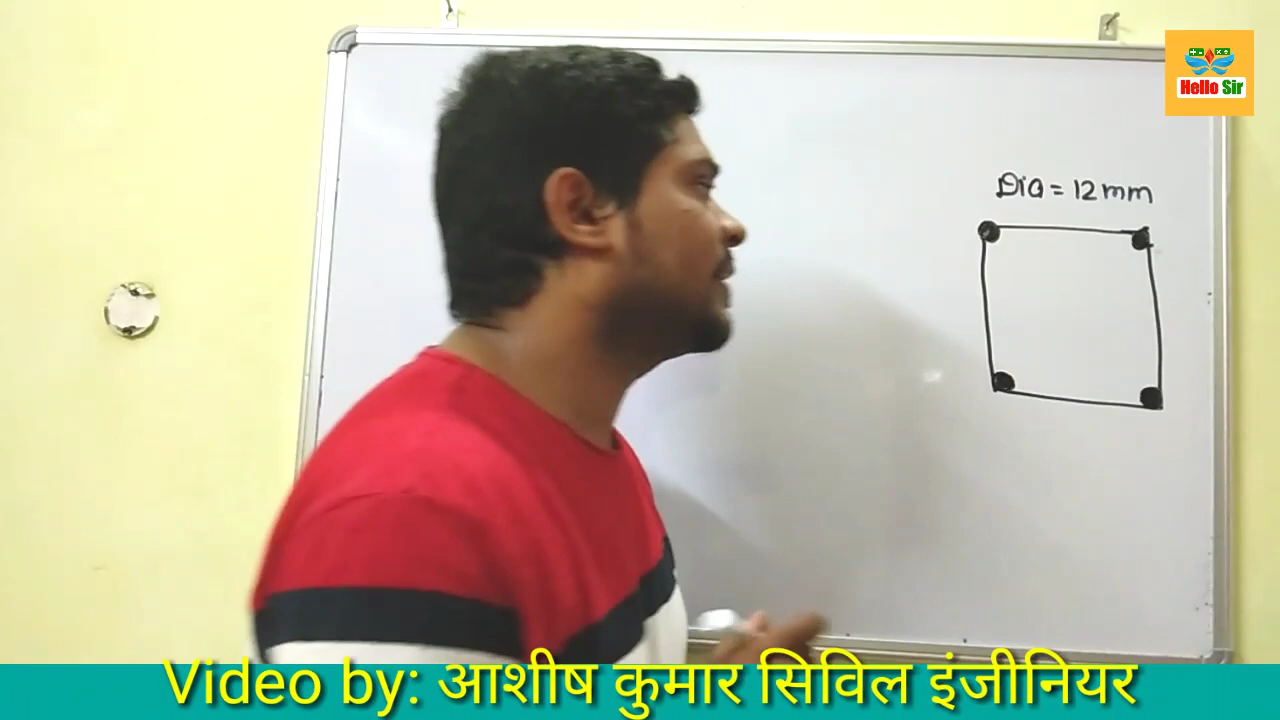 Hello Sir
Dia = 12 mm
Video by: आशीष कुमार सिविल इंजीनियर